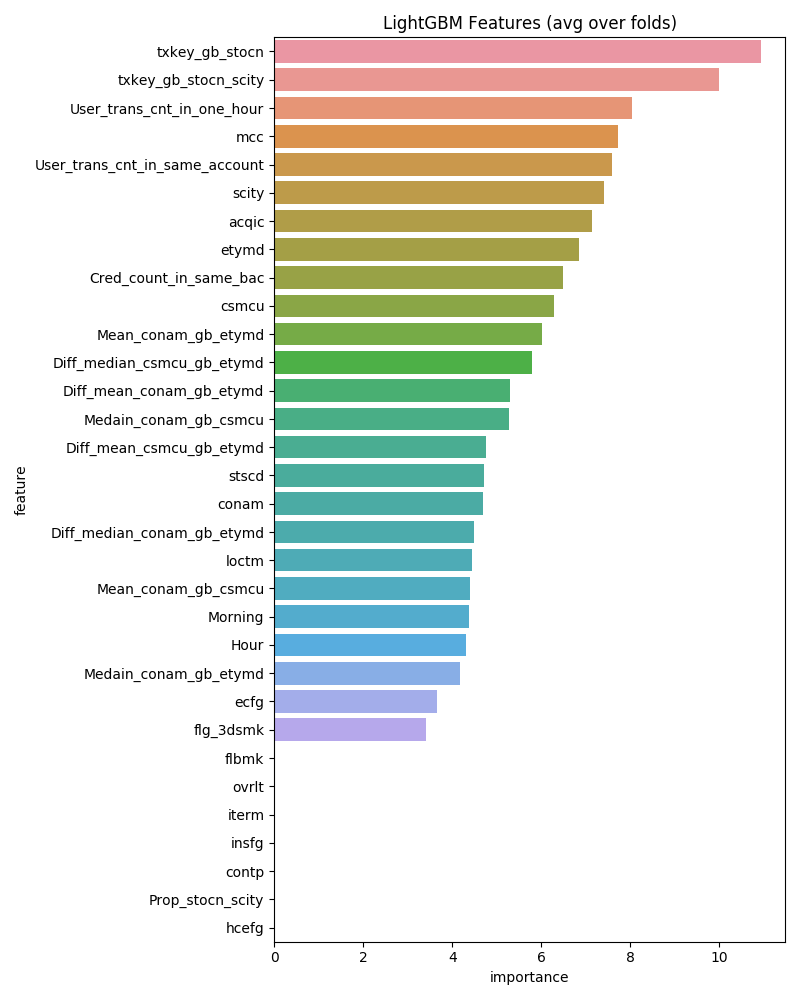 LightGBM Features (avg over folds)
txkey_gb_stocn
txkey_gb_stocn_scity
User_trans_cnt_in_one_hour
mcc
User_trans_cnt_in_same_account
scity
acqic
etymd
Cred_count_in_same_bac
csmcu
Mean_conam_gb_etymd
Diff_median_csmcu_gb_etymd
Diff_mean_conam_gb_etymd
Medain_conam_gb_csmcu
Diff_mean_csmcu_gb_etymd
stscd
conam
Diff_median_conam_gb_etymd
loctm
Mean_conam_gb_csmcu
Morning
Hour
Medain_conam_gb_etymd
ecfg
flg_3dsmk
flbmk
ovrlt
iterm
insfg
contp
Prop_stocn_scity
hcefg
feature
0 2 4 6 8 10
importance